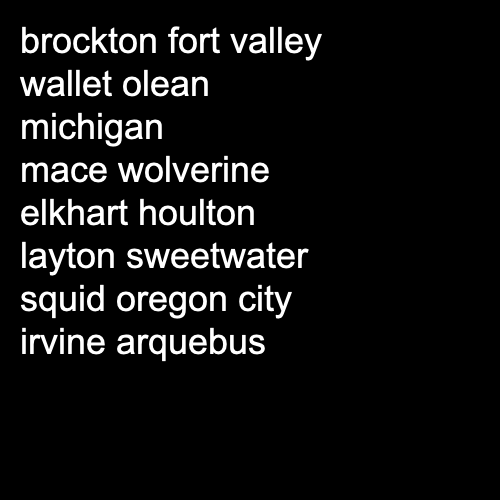 brockton fort valley
wallet olean
michigan
mace wolverine
elkhart houlton
layton sweetwater
squid oregon city
irvine arquebus